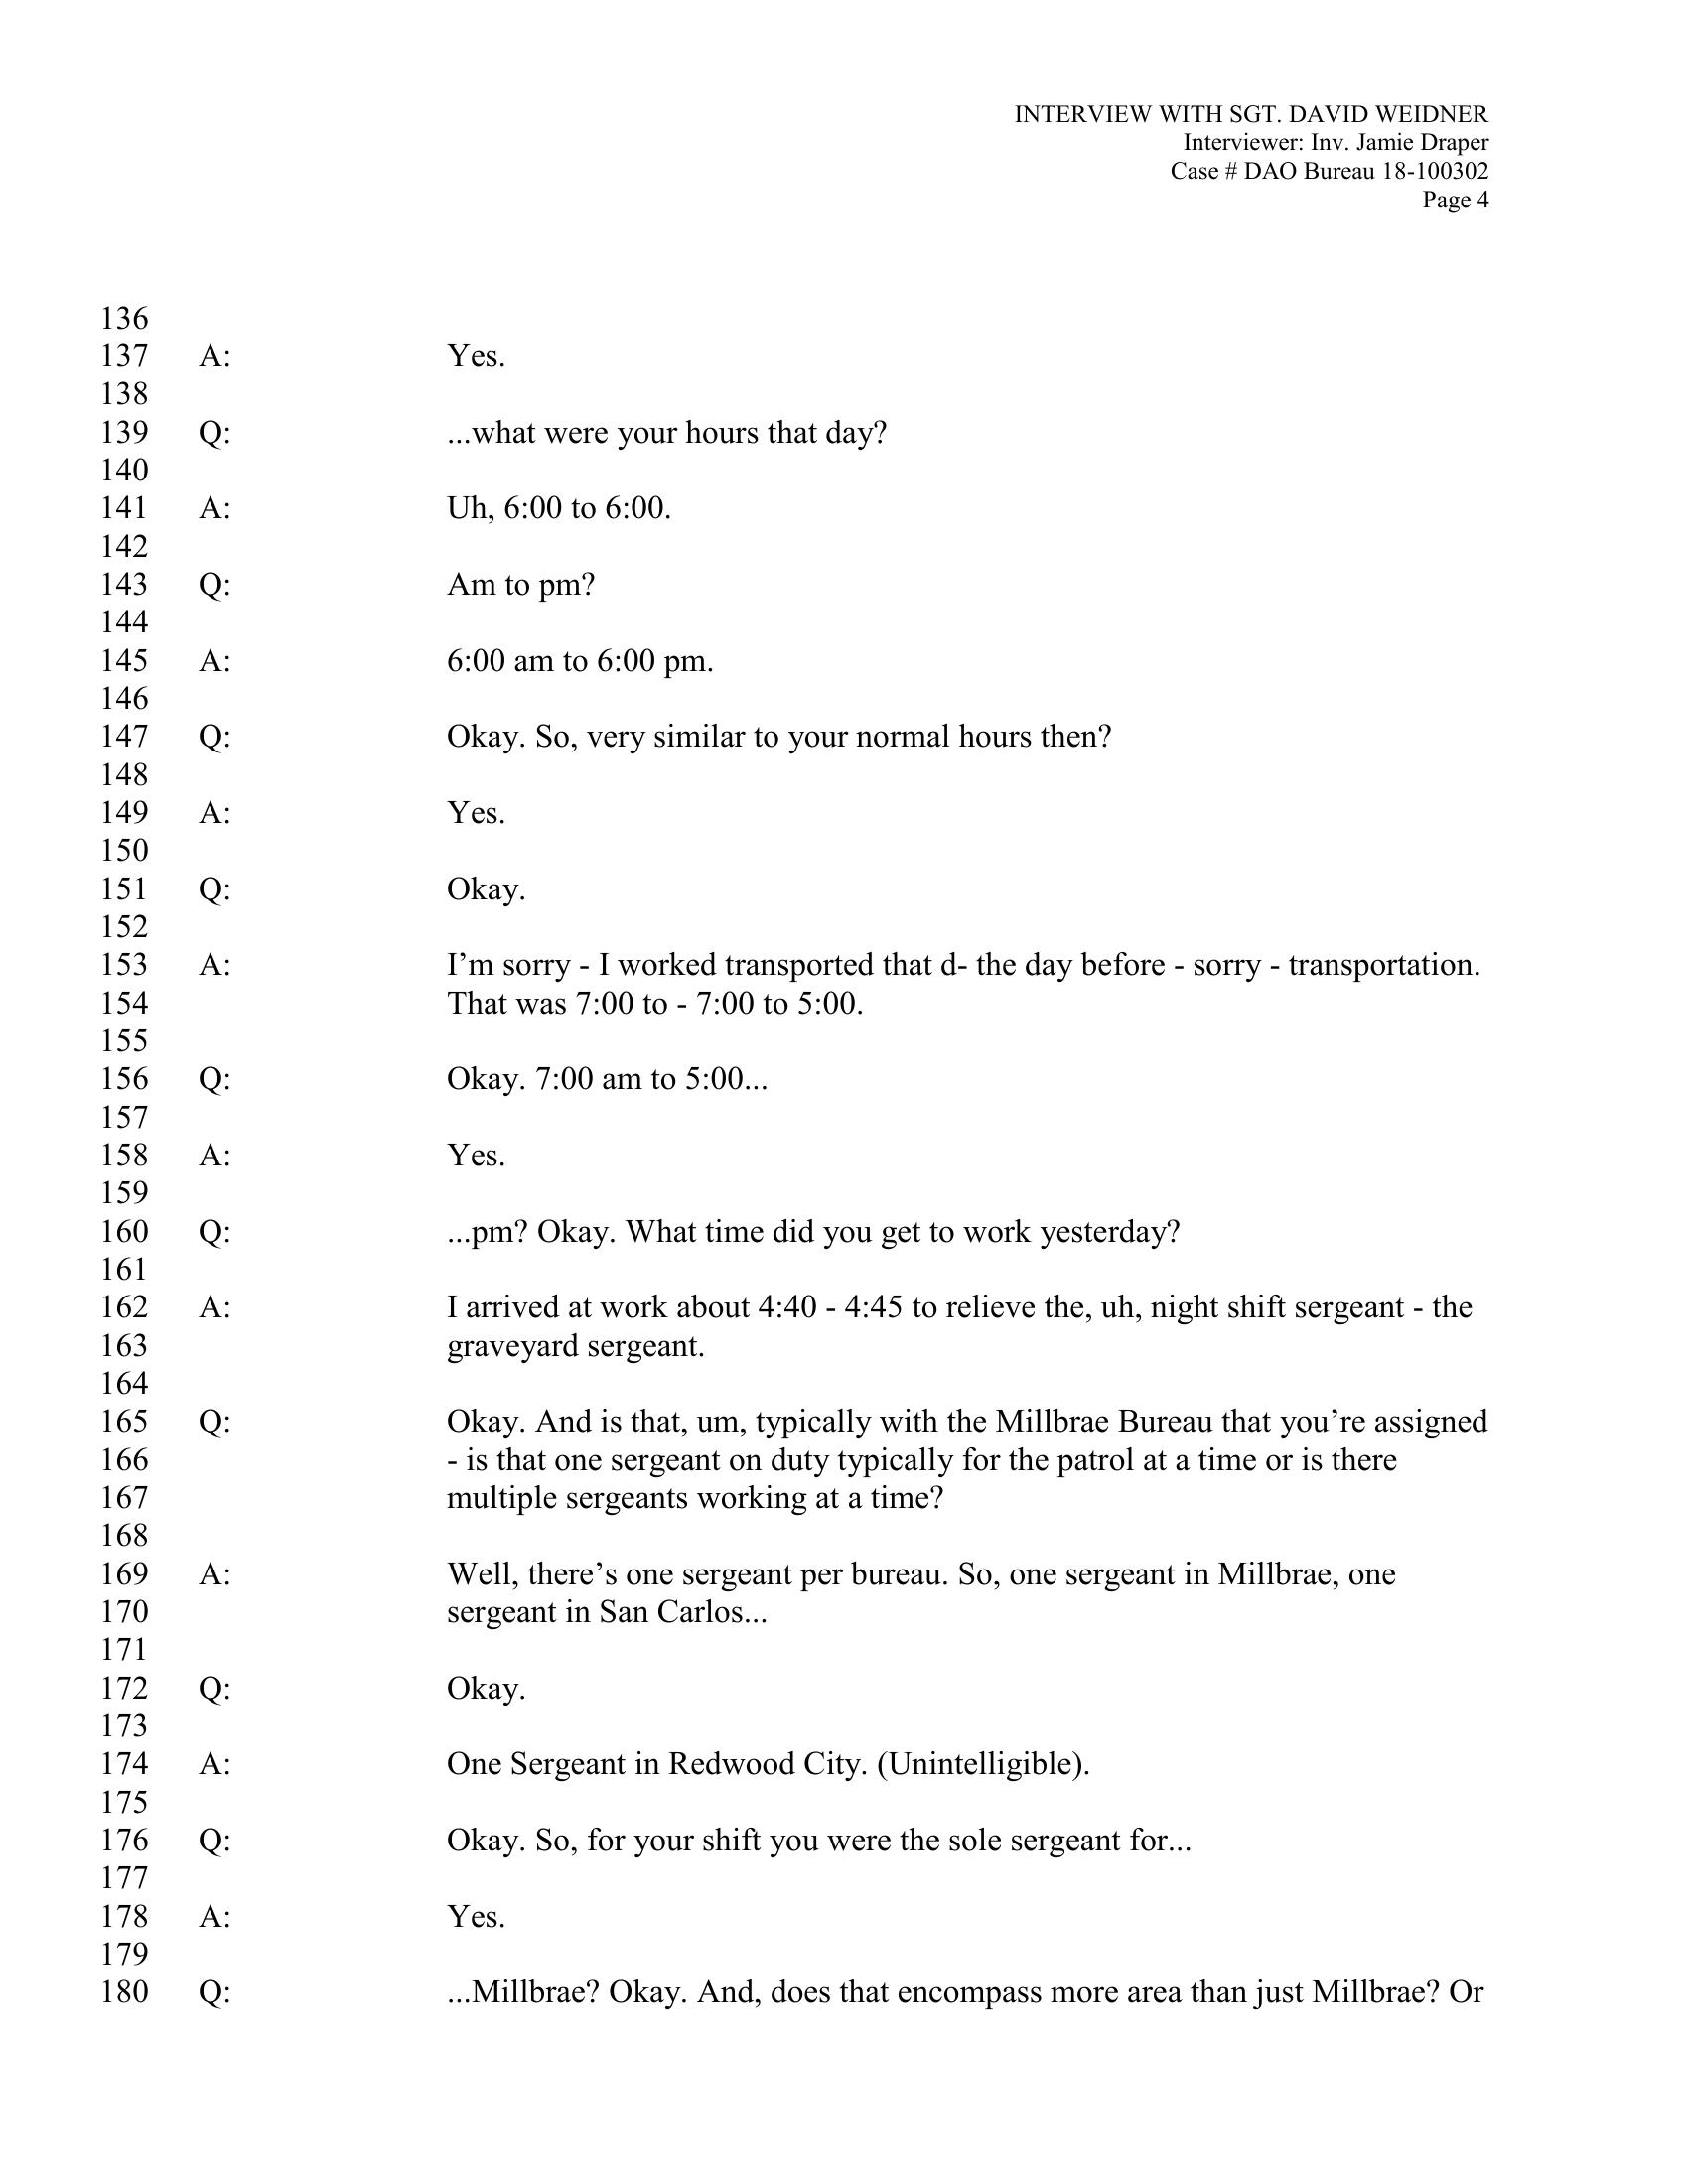 INTERVIEW WITH SGT. DAVID WEIDNER
Interviewer: Inv. Jamie Draper
Case # DAO Bureau 18-100302
Page 4
136
137 A: Yes.
138
139 Q: ...what were your hours that day?
140
141 A: Uh, 6:00 to 6:00.
142
143 Q: Am to pm?
144
145 A: 6:00 am to 6:00 pm.
146
147 Q: Okay. So, very similar to your normal hours then?
148
149 A: Yes.
150
151 Q: Okay.
152
153 A: I’m sorry - I worked transported that d- the day before - sorry - transportation.
154 That was 7:00 to - 7:00 to 5:00.
155
156 Q: Okay. 7:00 am to 5:00...
157
158 A: Yes.
159
160 Q: ...pm? Okay. What time did you get to work yesterday?
161
162 A: I arrived at work about 4:40 - 4:45 to relieve the, uh, night shift sergeant - the
163 graveyard sergeant.
164
165 Q: Okay. And is that, um, typically with the Millbrae Bureau that you’re assigned
166 - is that one sergeant on duty typically for the patrol at a time or is there
167 multiple sergeants working at a time?
168
169 A: Well, there’s one sergeant per bureau. So, one sergeant in Millbrae, one
170 sergeant in San Carlos...
171
172 Q: Okay.
173
174 A: One Sergeant in Redwood City. (Unintelligible).
175
176 Q: Okay. So, for your shift you were the sole sergeant for...
177
178 A: Yes.
179
180 Q: ...Millbrae? Okay. And, does that encompass more area than just Millbrae? Or